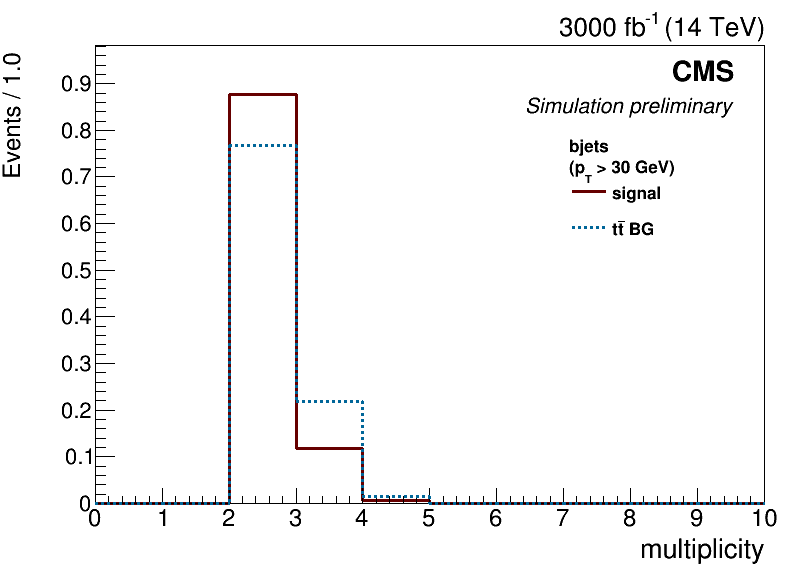 3000 fb⁻¹ (14 TeV)
Events / 1.0
CMS
Simulation preliminary
bjets
(pT > 30 GeV)
signal
tt̄ BG
0.9
0.8
0.7
0.6
0.5
0.4
0.3
0.2
0.1
0
0 1 2 3 4 5 6 7 8 9 10
multiplicity